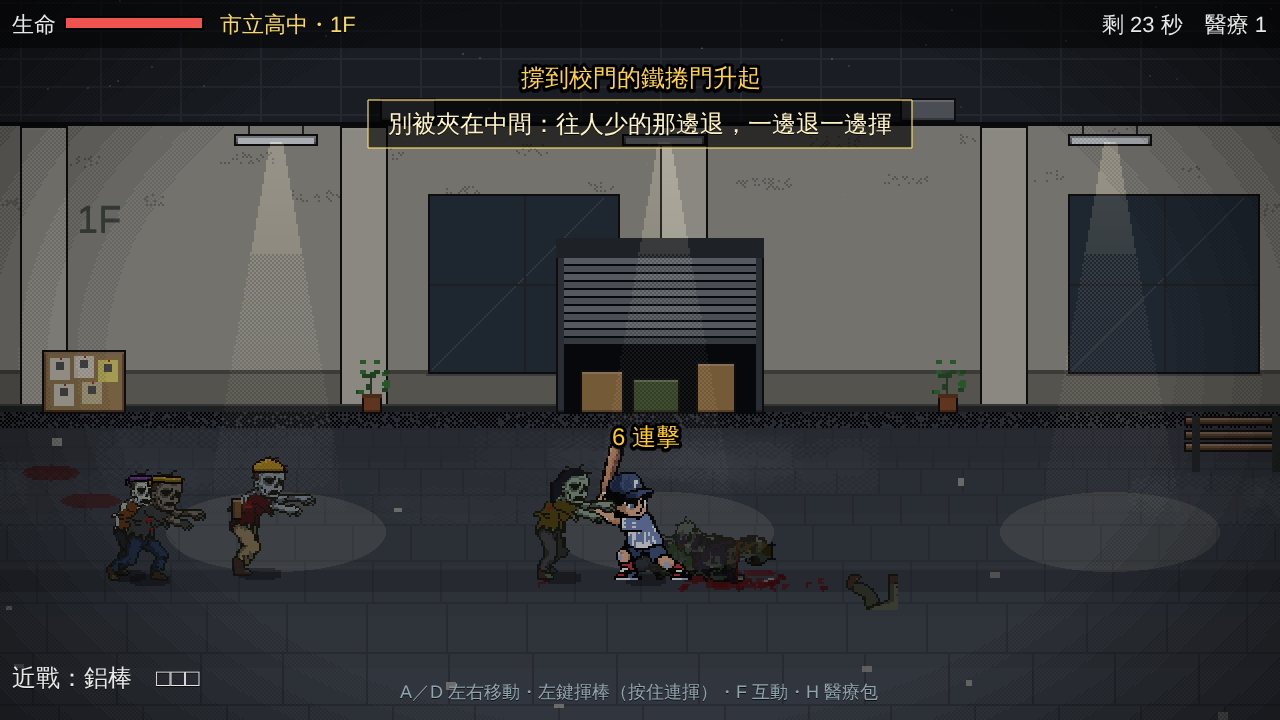 生命 市立高中・1F 剩 23 秒 醫療 1
撐到校門的鐵捲門升起
別被夾在中間：往人少的那邊退，一邊退一邊揮
1F
6 連擊
近戰：鋁棒 □□□
A／D 左右移動・左鍵揮棒（按住連揮）・F 互動・H 醫療包